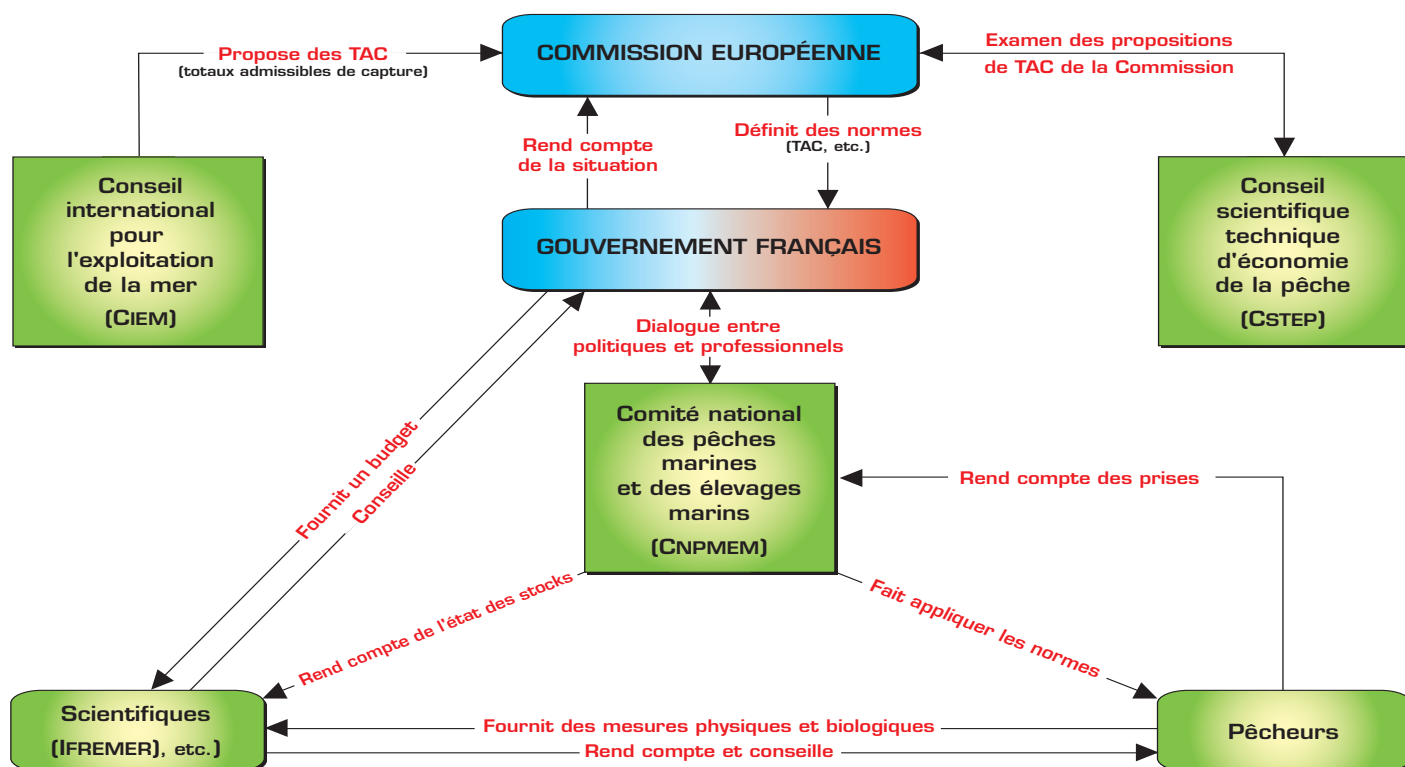 Propose des TAC
(totaux admissibles de capture)
COMMISSION EUROPÉENNE
Examen des propositions
de TAC de la Commission
Rend compte
de la situation
Définit des normes
(TAC, etc.)
Conseil
international
pour
l'exploitation
de la mer
(CIEM)
GOUVERNEMENT FRANÇAIS
Conseil
scientifique
technique
d'économie
de la pêche
(CSTEP)
Dialogue entre
politiques et professionnels
Fournit un budget
Conseille
Comité national
des pêches
marines
et des élevages
marins
(CNPMEM)
Rend compte des prises
Rend compte de l'état des stocks
Fait appliquer les normes
Scientifiques
(IFREMER), etc.)
Fournit des mesures physiques et biologiques
Rend compte et conseille
Pêcheurs